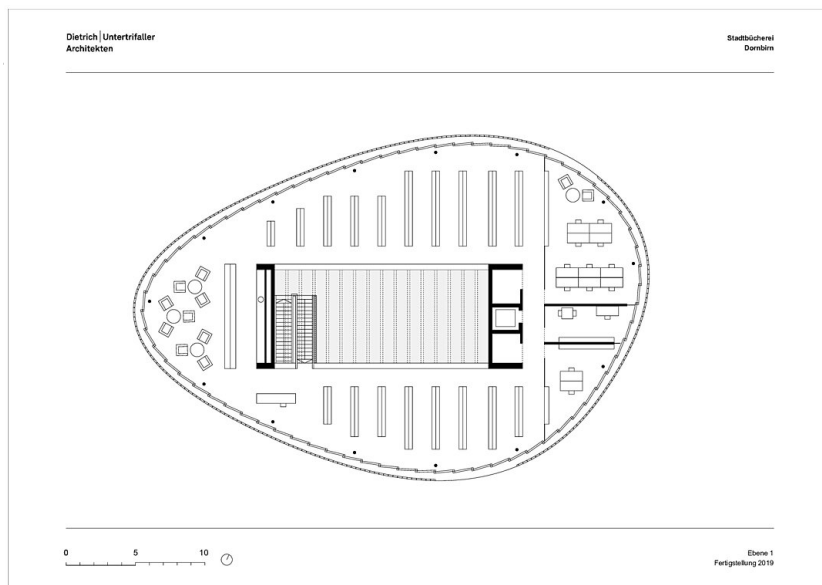 Dietrich|Untertrifaller
Architekten
Stadtbücherei
Dornbirn
0 5 10
Ebene 1
Fertigstellung 2019